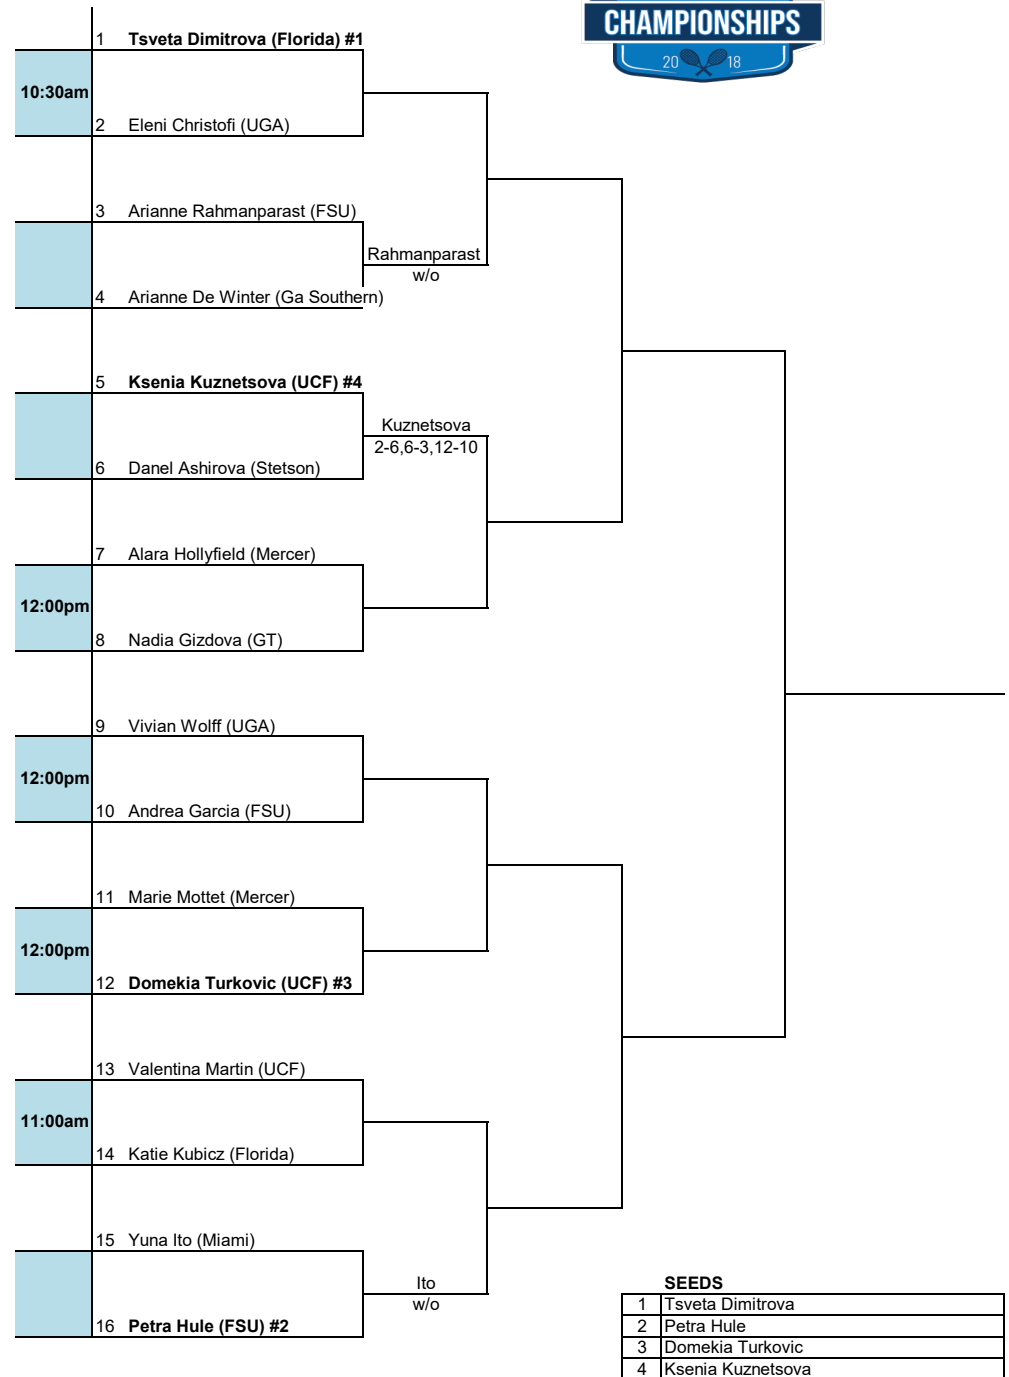 CHAMPIONSHIPS
20 18
1 Tsveta Dimitrova (Florida) #1
10:30am
2 Eleni Christofi (UGA)
3 Arianne Rahmanparast (FSU)
Rahmanparast
w/o
4 Arianne De Winter (Ga Southern)
5 Ksenia Kuznetsova (UCF) #4
Kuznetsova
2-6,6-3,12-10
6 Danel Ashirova (Stetson)
7 Alara Hollyfield (Mercer)
12:00pm
8 Nadia Gizdova (GT)
9 Vivian Wolff (UGA)
12:00pm
10 Andrea Garcia (FSU)
11 Marie Mottet (Mercer)
12:00pm
12 Domekia Turkovic (UCF) #3
13 Valentina Martin (UCF)
11:00am
14 Katie Kubicz (Florida)
15 Yuna Ito (Miami)
Ito
w/o
16 Petra Hule (FSU) #2
SEEDS
1 Tsveta Dimitrova
2 Petra Hule
3 Domekia Turkovic
4 Ksenia Kuznetsova